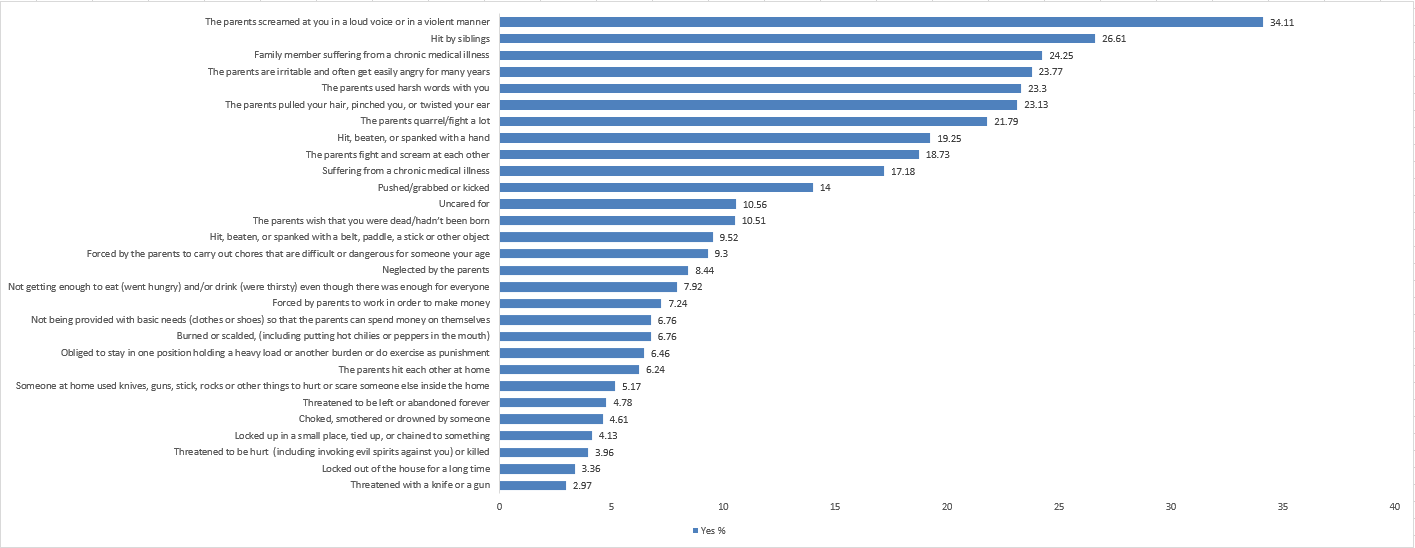 The parents screamed at you in a loud voice or in a violent manner 34.11
Hit by siblings 26.61
Family member suffering from a chronic medical illness 24.25
The parents are irritable and often get easily angry for many years 23.77
The parents used harsh words with you 23.3
The parents pulled your hair, pinched you, or twisted your ear 23.13
The parents quarrel/fight a lot 21.79
Hit, beaten, or spanked with a hand 19.25
The parents fight and scream at each other 18.73
Suffering from a chronic medical illness 17.18
Pushed/grabbed or kicked 14
Uncared for 10.56
The parents wish that you were dead/hadn't been born 10.51
Hit, beaten, or spanked with a belt, paddle, a stick or other object 9.52
Forced by the parents to carry out chores that are difficult or dangerous for someone your age 9.3
Neglected by the parents 8.44
Not getting enough to eat (went hungry) and/or drink (were thirsty) even though there was enough for everyone 7.92
Forced by parents to work in order to make money 7.24
Not being provided with basic needs (clothes or shoes) so that the parents can spend money on themselves 6.76
Burned or scalded, (including putting hot chilies or peppers in the mouth) 6.76
Obliged to stay in one position holding a heavy load or another burden or do exercise as punishment 6.46
The parents hit each other at home 6.24
Someone at home used knives, guns, stick, rocks or other things to hurt or scare someone else inside the home 5.17
Threatened to be left or abandoned forever 4.78
Choked, smothered or drowned by someone 4.61
Locked up in a small place, tied up, or chained to something 4.13
Threatened to be hurt (including invoking evil spirits against you) or killed 3.96
Locked out of the house for a long time 3.36
Threatened with a knife or a gun 2.97
0 5 10 15 20 25 30 35 40
Yes %